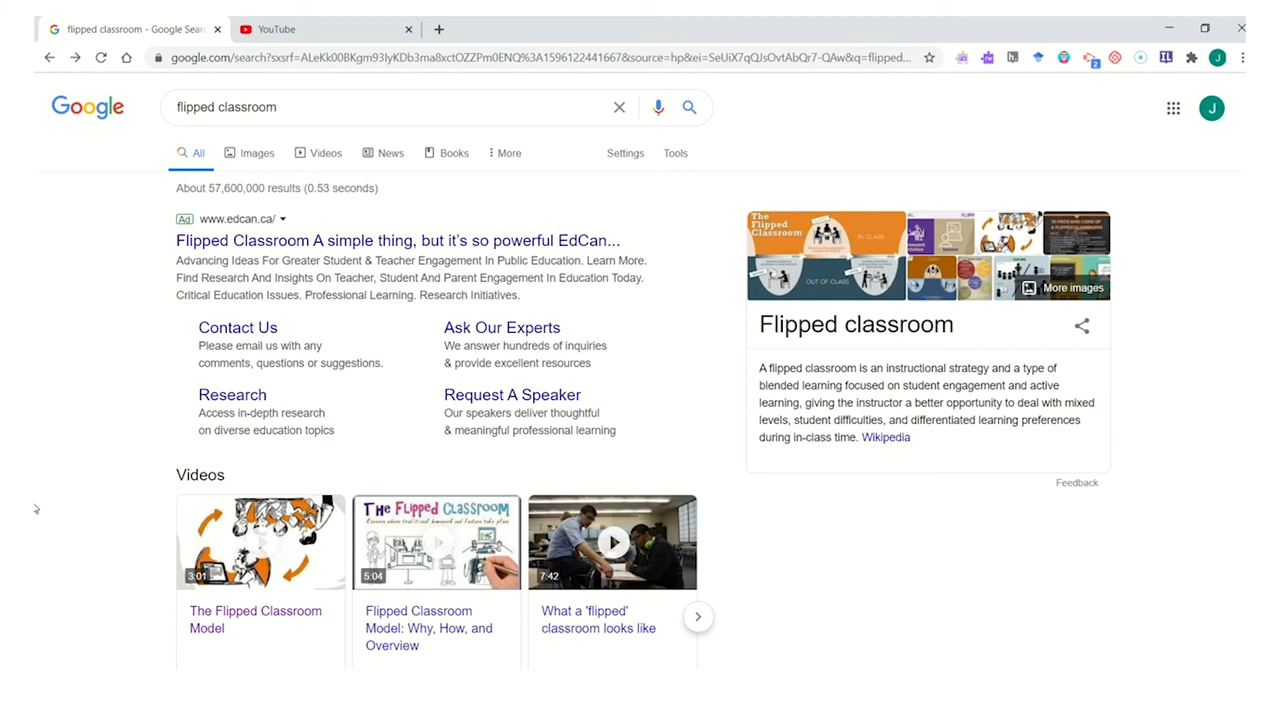 flipped classroom - Google Sear
YouTube
google.com/search?sxsrf=ALeKk00BKgm93IyKDb3ma8xctOZZPm0ENQ%3A1596122441667&source=hp&ei=SeUiX7qQJsOvtAbQr7-QAw&q=flipped...
2
J
Google
flipped classroom
J
All
Images
Videos
News
Books
More
Settings
Tools
About 57,600,000 results (0.53 seconds)
Ad www.edcan.ca/
Flipped Classroom A simple thing, but it's so powerful EdCan...
Advancing Ideas For Greater Student & Teacher Engagement In Public Education. Learn More.
Find Research And Insights On Teacher, Student And Parent Engagement In Education Today.
Critical Education Issues. Professional Learning. Research Initiatives.
Contact Us
Please email us with any
comments, questions or suggestions.
Ask Our Experts
We answer hundreds of inquiries
& provide excellent resources
Research
Access in-depth research
on diverse education topics
Request A Speaker
Our speakers deliver thoughtful
& meaningful professional learning
Videos
3:01
The Flipped Classroom
Model
The Flipped Classroom
5:04
Flipped Classroom
Model: Why, How, and
Overview
7:42
What a 'flipped'
classroom looks like
The
Flipped
Classroom
IN CLASS
OUT OF CLASS
More images
Flipped classroom
A flipped classroom is an instructional strategy and a type of
blended learning focused on student engagement and active
learning, giving the instructor a better opportunity to deal with mixed
levels, student difficulties, and differentiated learning preferences
during in-class time. Wikipedia
Feedback